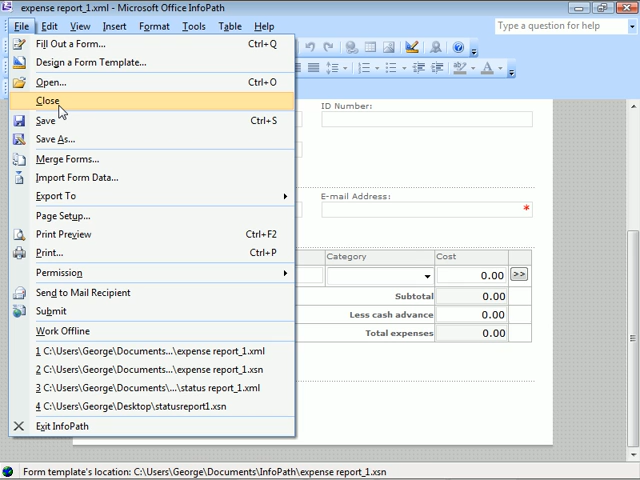 expense report_1.xml - Microsoft Office InfoPath
File Edit View Insert Format Tools Table Help
Type a question for help
Fill Out a Form... Ctrl+Q
Design a Form Template...
Open... Ctrl+O
Close
Save Ctrl+S
Save As...
Merge Forms...
Import Form Data...
Export To
Page Setup...
Print Preview Ctrl+F2
Print... Ctrl+P
Permission
Send to Mail Recipient
Submit
Work Offline
1 C:\Users\George\Documents...\expense report_1.xml
2 C:\Users\George\Documents...\expense report_1.xsn
3 C:\Users\George\Documents\...\status report_1.xml
4 C:\Users\George\Desktop\statusreport1.xsn
Exit InfoPath
ID Number:
E-mail Address:
*
Category Cost
0.00 >>
Subtotal 0.00
Less cash advance 0.00
Total expenses 0.00
Form template's location: C:\Users\George\Documents\InfoPath\expense report_1.xsn